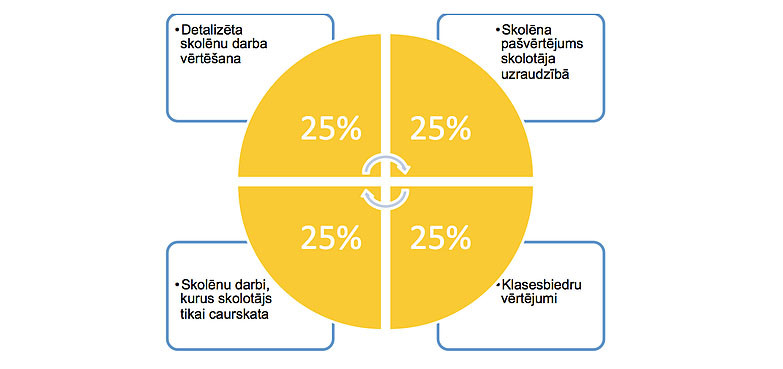 •Detalizēta
skolēnu darba
vērtēšana
•Skolēna
pašvērtējums
skolotāja
uzraudzībā
25%
25%
25%
25%
•Skolēnu darbi,
kurus skolotājs
tikai caurskata
•Klasesbiedru
vērtējumi